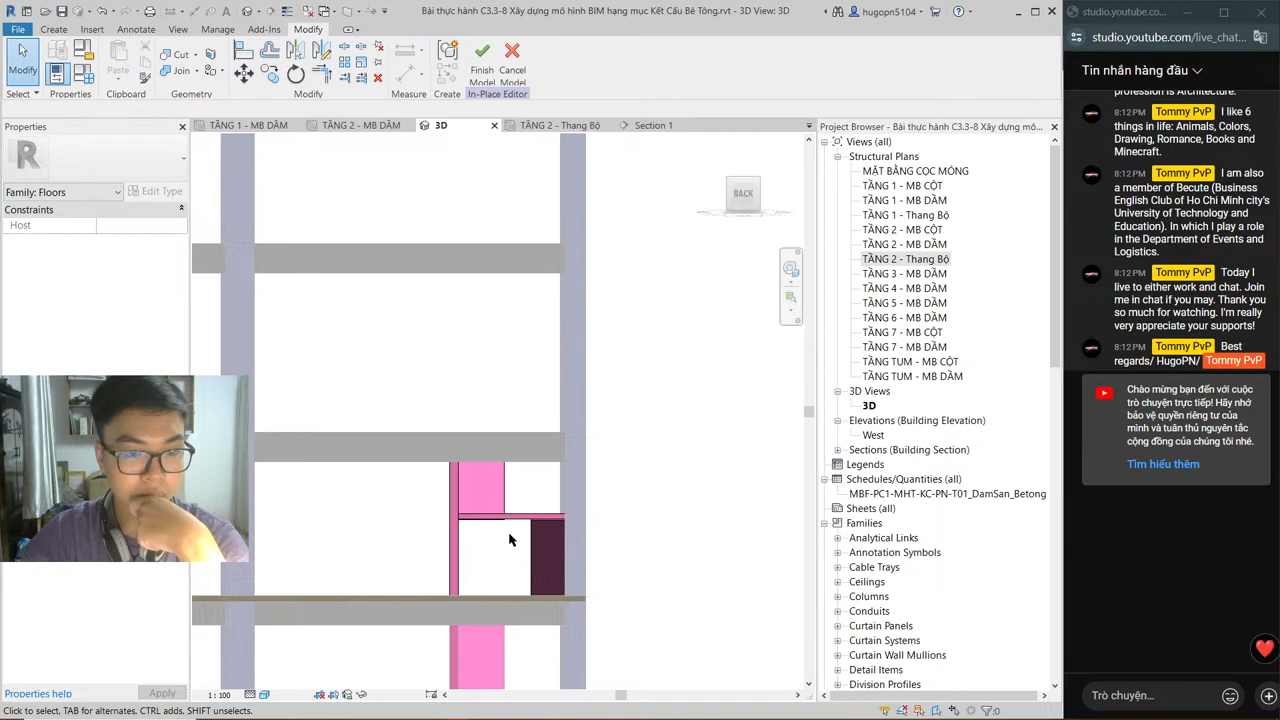 Bài thực hành C3.3-8 Xây dựng mô hình BIM hạng mục Kết Cấu Bê Tông.rvt - 3D View: 3D
hugopn5104
File
Create
Insert
Annotate
View
Manage
Add-Ins
Modify
Modify
Paste
Cut
Join
Finish Model
Cancel Model
Select
Properties
Clipboard
Geometry
Modify
Measure
Create
In-Place Editor
Properties
TẦNG 1 - MB DẦM
TẦNG 2 - MB DẦM
3D
TẦNG 2 - Thang Bộ
Section 1
Family: Floors
Edit Type
Constraints
Host
BACK
Properties help
Apply
1 : 100
Click to select, TAB for alternates, CTRL adds, SHIFT unselects.
:0
Project Browser - Bài thực hành C3.3-8 Xây dựng mô...
Views (all)
Structural Plans
MẶT BẰNG CỌC MÓNG
TẦNG 1 - MB CỘT
TẦNG 1 - MB DẦM
TẦNG 1 - Thang Bộ
TẦNG 2 - MB CỘT
TẦNG 2 - MB DẦM
TẦNG 2 - Thang Bộ
TẦNG 3 - MB DẦM
TẦNG 4 - MB DẦM
TẦNG 5 - MB DẦM
TẦNG 6 - MB DẦM
TẦNG 7 - MB CỘT
TẦNG 7 - MB DẦM
TẦNG TUM - MB CỘT
TẦNG TUM - MB DẦM
3D Views
3D
Elevations (Building Elevation)
West
Sections (Building Section)
Legends
Schedules/Quantities (all)
MBF-PC1-MHT-KC-PN-T01_DamSan_Betong
Sheets (all)
Families
Analytical Links
Annotation Symbols
Cable Trays
Ceilings
Columns
Conduits
Curtain Panels
Curtain Systems
Curtain Wall Mullions
Detail Items
Division Profiles
studio.youtube.co...
studio.youtube.com/live_chat...
Tin nhắn hàng đầu
profession is Architecture.
8:12 PM Tommy PvP I like 6
things in life: Animals, Colors,
Drawing, Romance, Books and
Minecraft.
8:12 PM Tommy PvP I am also
a member of Becute (Business
English Club of Ho Chi Minh city's
University of Technology and
Education). In which I play a role
in the Department of Events and
Logistics.
8:12 PM Tommy PvP Today I
live to either work and chat. Join
me in chat if you may. Thank you
so much for watching. I'm really
very appreciate your supports!
8:12 PM Tommy PvP Best
regards/ HugoPN/ Tommy PvP
Chào mừng bạn đến với cuộc
trò chuyện trực tiếp! Hãy nhớ
bảo vệ quyền riêng tư của
mình và tuân thủ nguyên tắc
cộng đồng của chúng tôi nhé.
Tìm hiểu thêm
Trò chuyện...